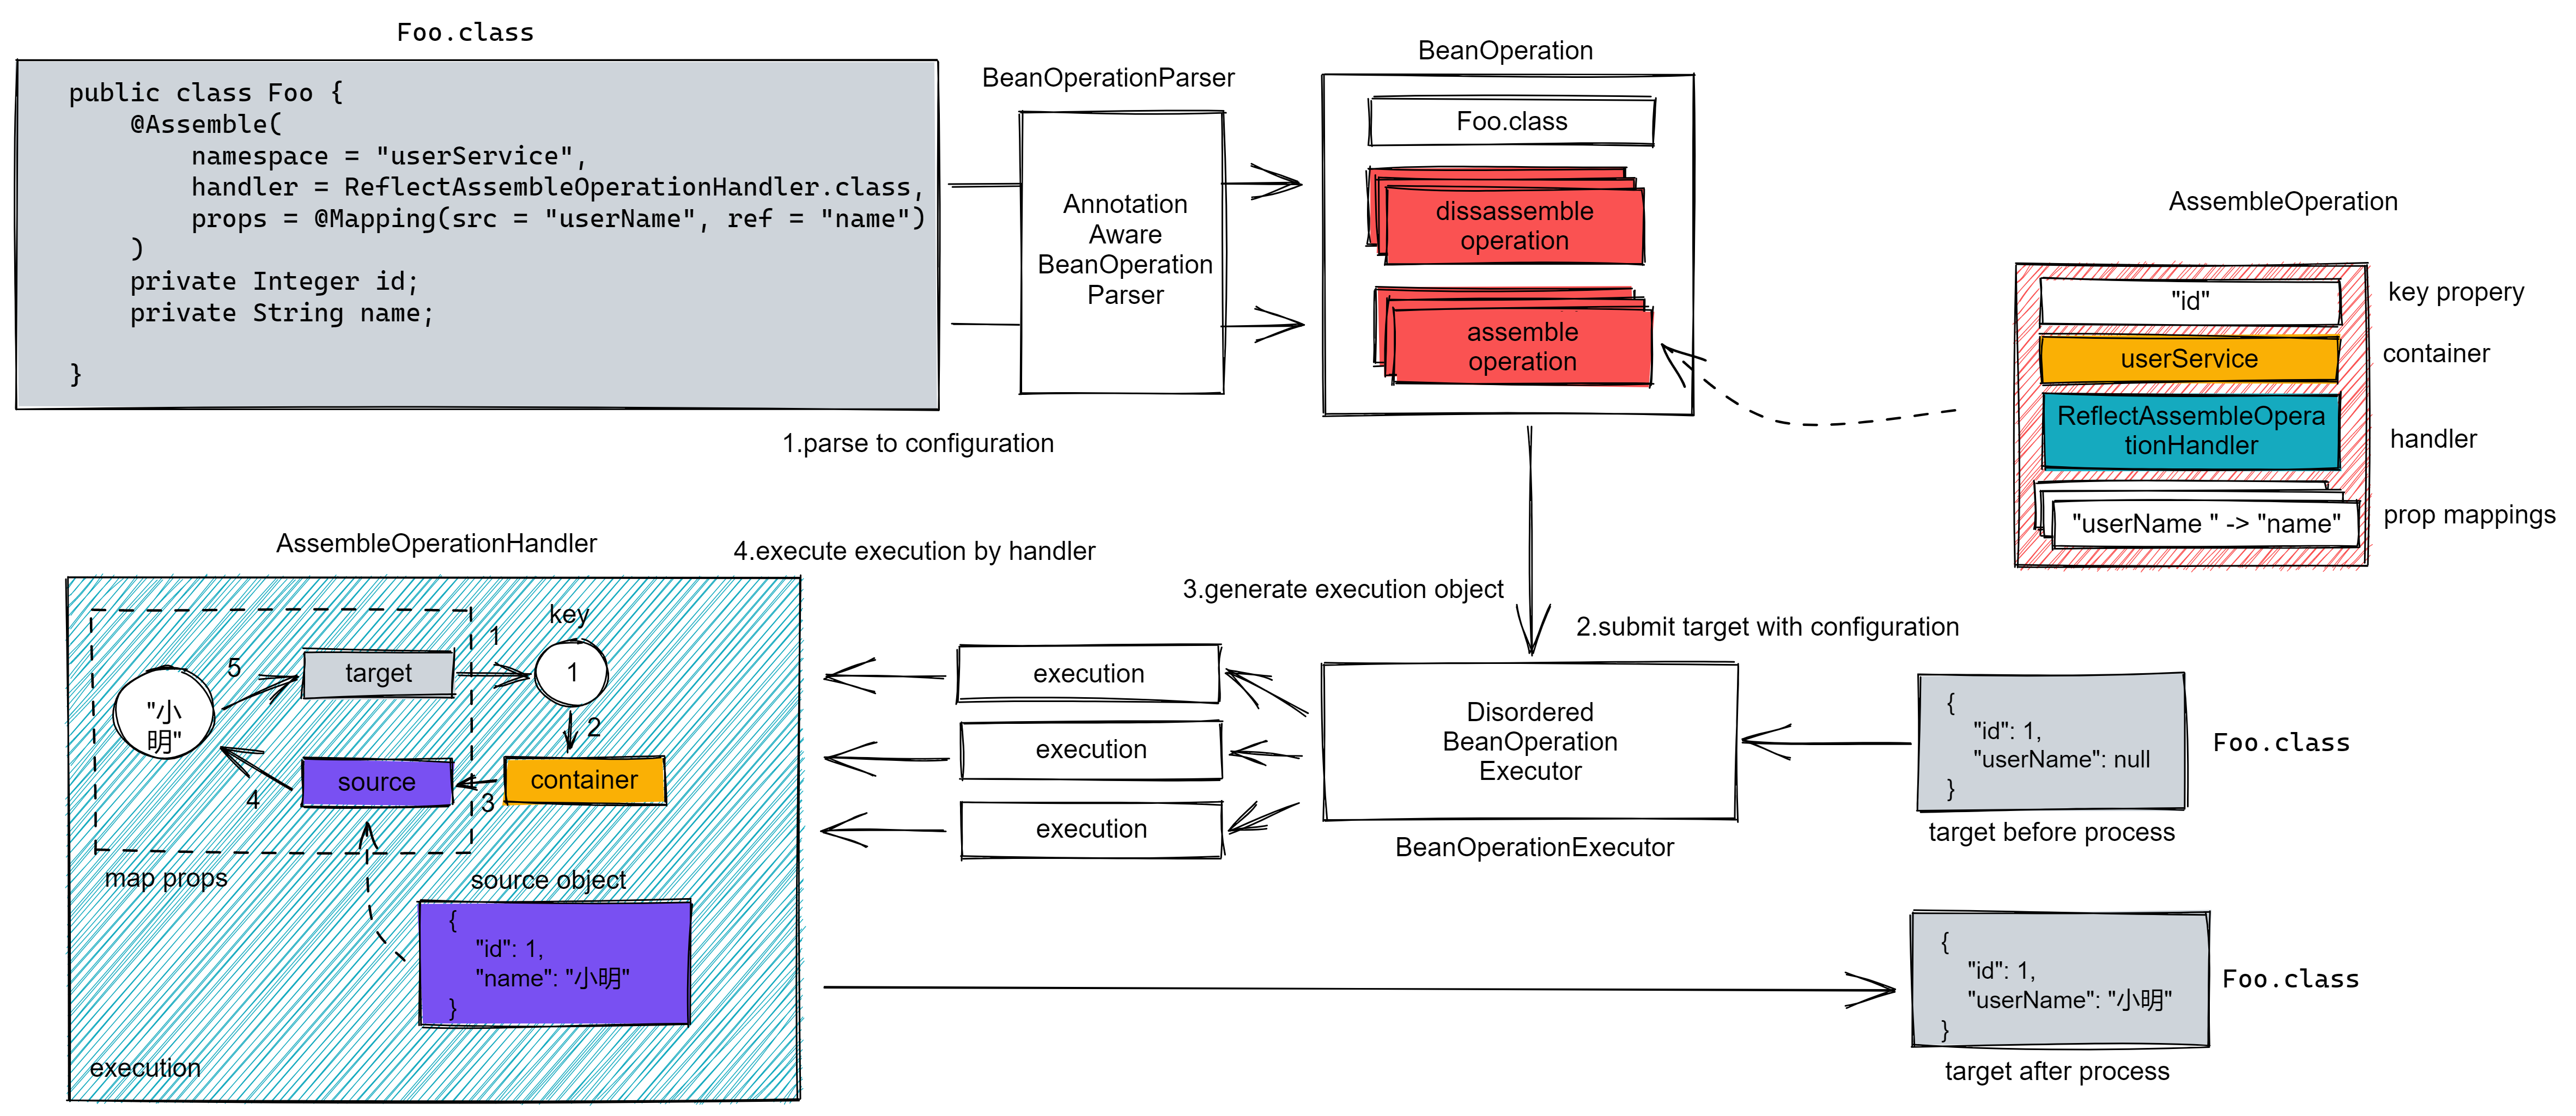 Foo.class
public class Foo {
@Assemble(
namespace = "userService",
handler = ReflectAssembleOperationHandler.class,
props = @Mapping(src = "userName", ref = "name")
)
private Integer id;
private String name;
}
BeanOperationParser
Annotation
Aware
BeanOperation
Parser
1.parse to configuration
BeanOperation
Foo.class
dissassemble
operation
assemble
operation
AssembleOperation
"id"
key propery
userService
container
ReflectAssembleOpera
tionHandler
handler
"userName " -> "name"
prop mappings
AssembleOperationHandler
4.execute execution by handler
3.generate execution object
2.submit target with configuration
key
1
5
target
1
"小
明"
2
source
container
4
3
map props
source object
{
"id": 1,
"name": "小明"
}
execution
execution
execution
execution
Disordered
BeanOperation
Executor
BeanOperationExecutor
{
"id": 1,
"userName": null
}
Foo.class
target before process
{
"id": 1,
"userName": "小明"
}
Foo.class
target after process